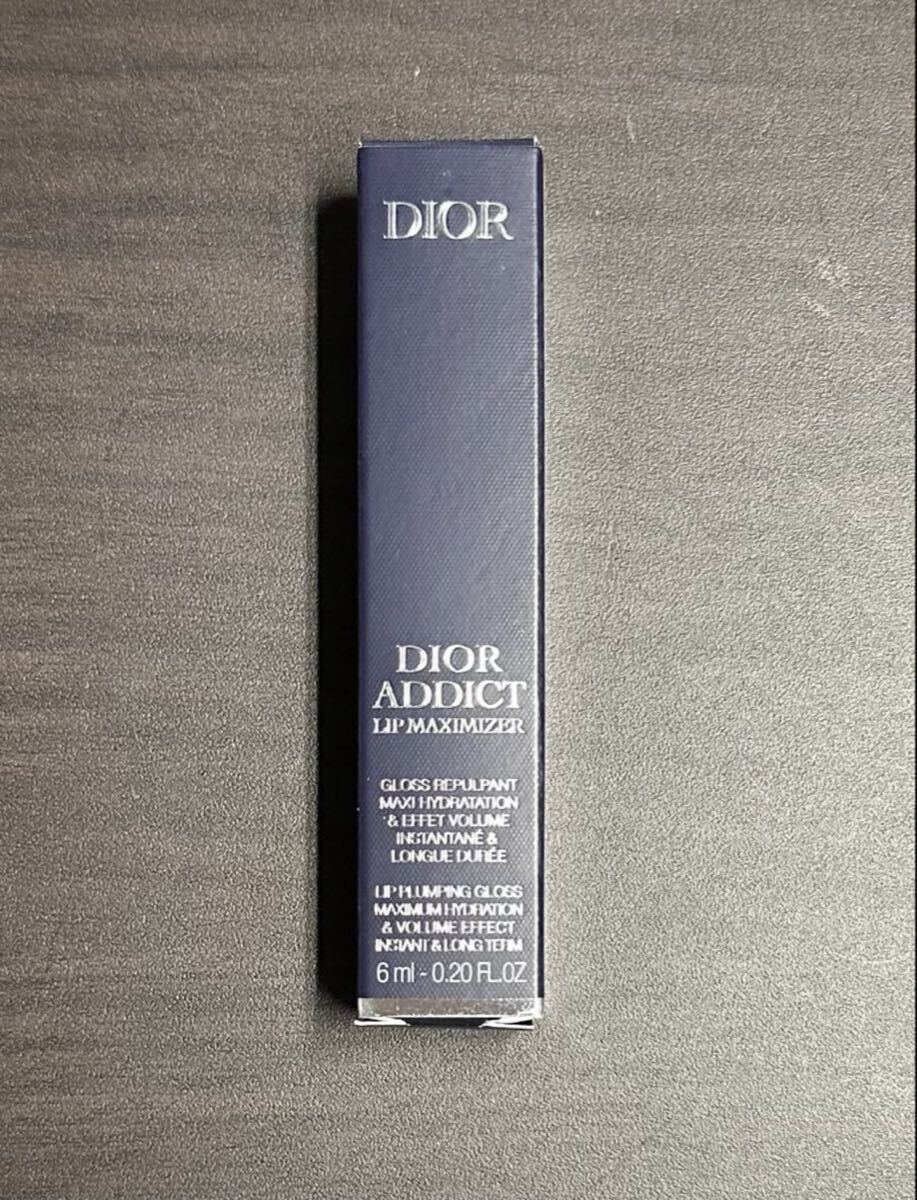 DIOR
DIOR
ADDICT
LIP MAXIMIZER
GLOSS REPULPANT
MAXI HYDRATATION
& EFFET VOLUME
INSTANTANÉ &
LONGUE DURÉE
LIP PLUMPING GLOSS
MAXIMUM HYDRATION
& VOLUME EFFECT
INSTANT & LONG TERM
6 ml - 0.20 FL.OZ